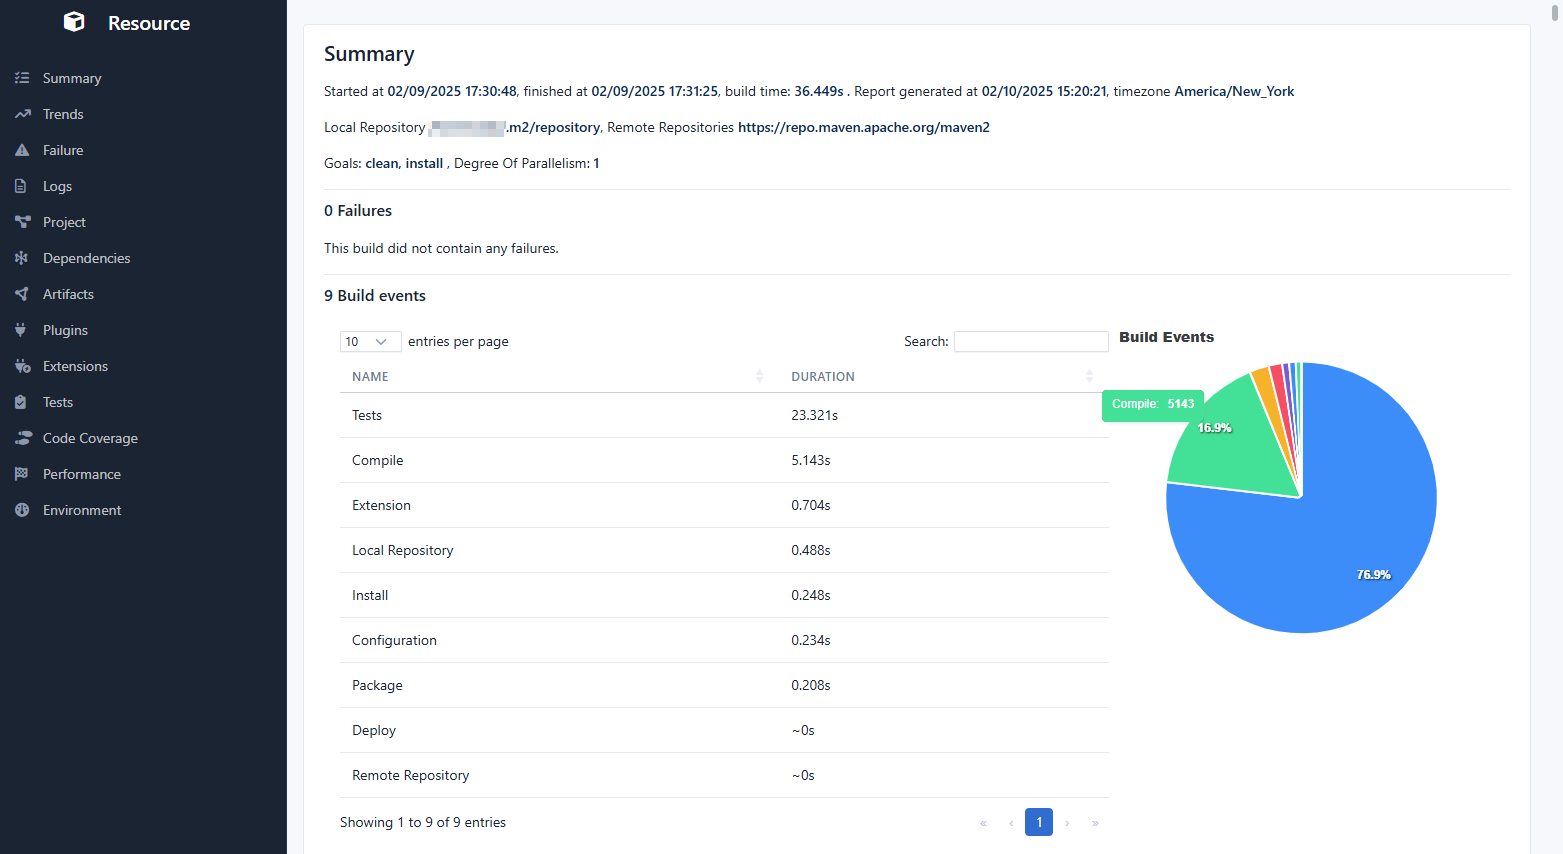 Resource
Summary
Trends
Failure
Logs
Project
Dependencies
Artifacts
Plugins
Extensions
Tests
Code Coverage
Performance
Environment
Summary
Started at 02/09/2025 17:30:48, finished at 02/09/2025 17:31:25, build time: 36.449s . Report generated at 02/10/2025 15:20:21, timezone America/New_York
Local Repository .m2/repository, Remote Repositories https://repo.maven.apache.org/maven2
Goals: clean, install , Degree Of Parallelism: 1
0 Failures
This build did not contain any failures.
9 Build events
10 entries per page
Search:
NAME DURATION
Tests 23.321s
Compile 5.143s
Extension 0.704s
Local Repository 0.488s
Install 0.248s
Configuration 0.234s
Package 0.208s
Deploy ~0s
Remote Repository ~0s
Showing 1 to 9 of 9 entries
« ‹ 1 › »
Build Events
Compile: 5143
16.9%
76.9%